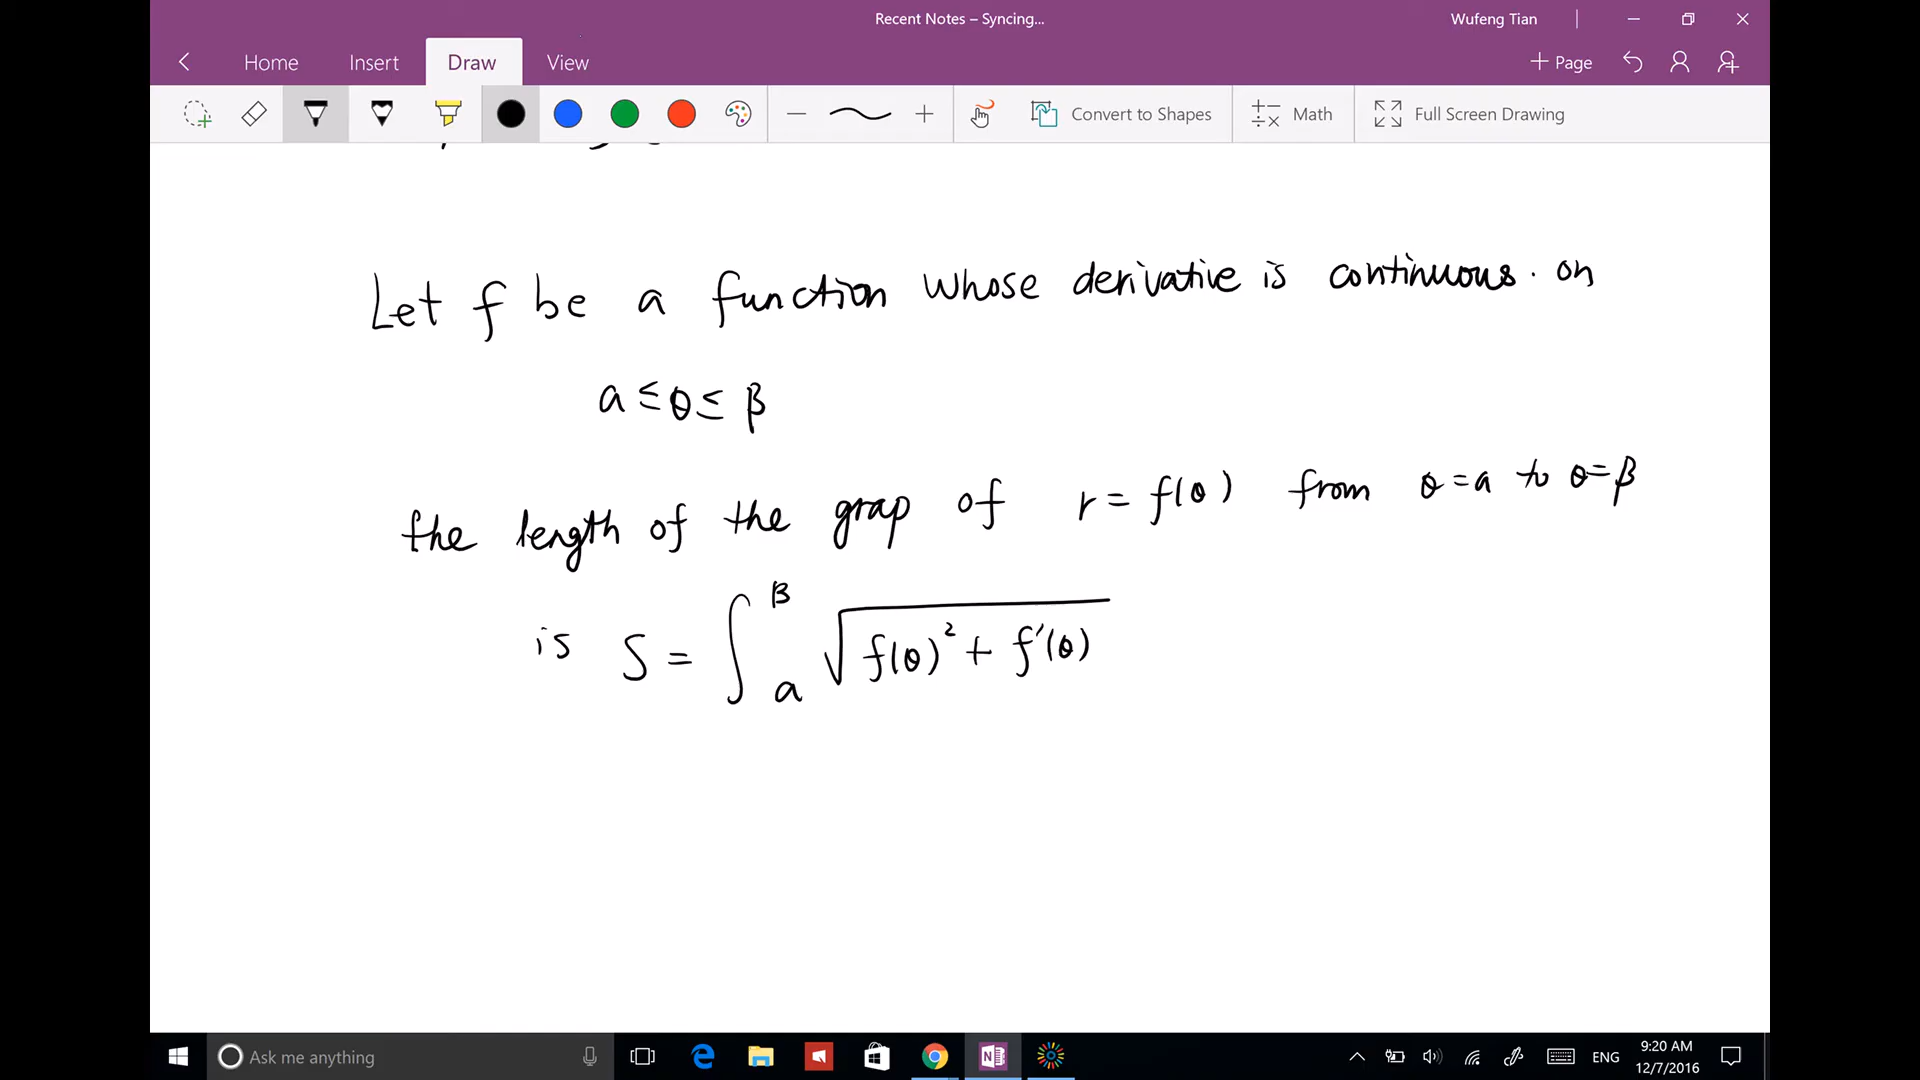 Recent Notes – Syncing...
Wufeng Tian
Home Insert Draw View
Page
Convert to Shapes
Math
Full Screen Drawing
Let f be a function whose derivative is continuous. on
a ≤ θ ≤ β
the length of the grap of r = f(θ) from θ = a to θ = β
is S = ∫ₐᵝ √(f(θ)² + f'(θ))
Ask me anything
ENG
9:20 AM
12/7/2016